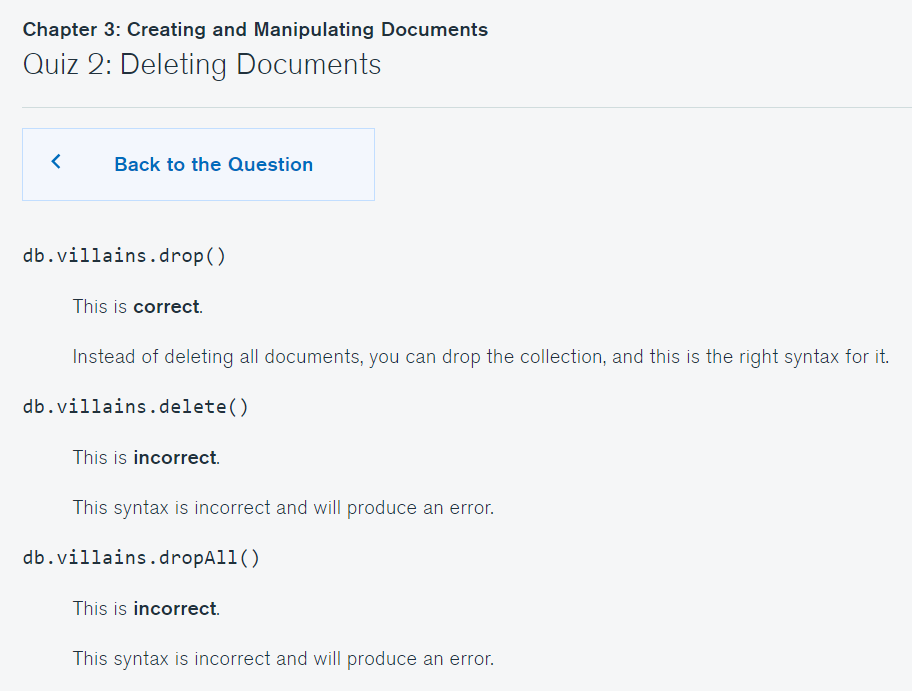 Chapter 3: Creating and Manipulating Documents
Quiz 2: Deleting Documents
Back to the Question
db.villains.drop()
This is correct.
Instead of deleting all documents, you can drop the collection, and this is the right syntax for it.
db.villains.delete()
This is incorrect.
This syntax is incorrect and will produce an error.
db.villains.dropAll()
This is incorrect.
This syntax is incorrect and will produce an error.